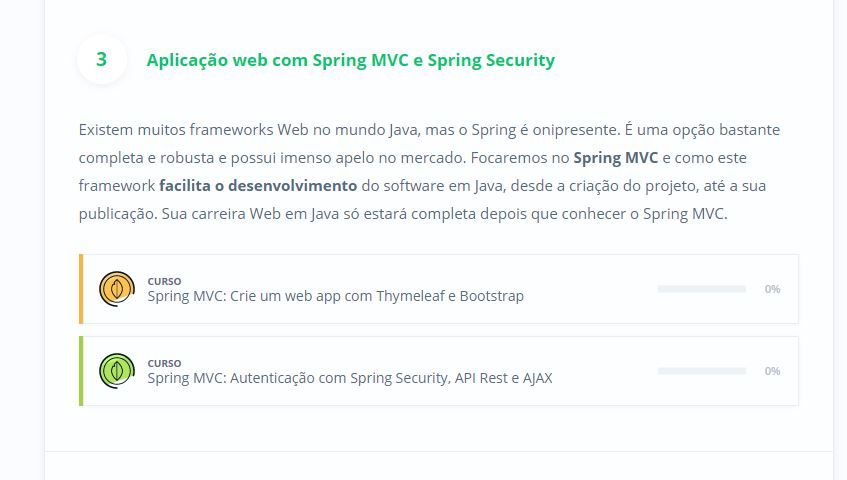 3
Aplicação web com Spring MVC e Spring Security
Existem muitos frameworks Web no mundo Java, mas o Spring é onipresente. É uma opção bastante
completa e robusta e possui imenso apelo no mercado. Focaremos no Spring MVC e como este
framework facilita o desenvolvimento do software em Java, desde a criação do projeto, até a sua
publicação. Sua carreira Web em Java só estará completa depois que conhecer o Spring MVC.
CURSO
Spring MVC: Crie um web app com Thymeleaf e Bootstrap
0%
CURSO
Spring MVC: Autenticação com Spring Security, API Rest e AJAX
0%